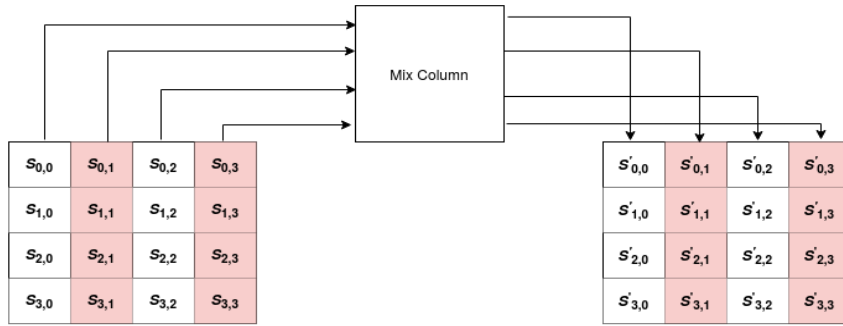 Mix Column
s0,0 s0,1 s0,2 s0,3 s'0,0 s'0,1 s'0,2 s'0,3
s1,0 s1,1 s1,2 s1,3 s'1,0 s'1,1 s'1,2 s'1,3
s2,0 s2,1 s2,2 s2,3 s'2,0 s'2,1 s'2,2 s'2,3
s3,0 s3,1 s3,2 s3,3 s'3,0 s'3,1 s'3,2 s'3,3